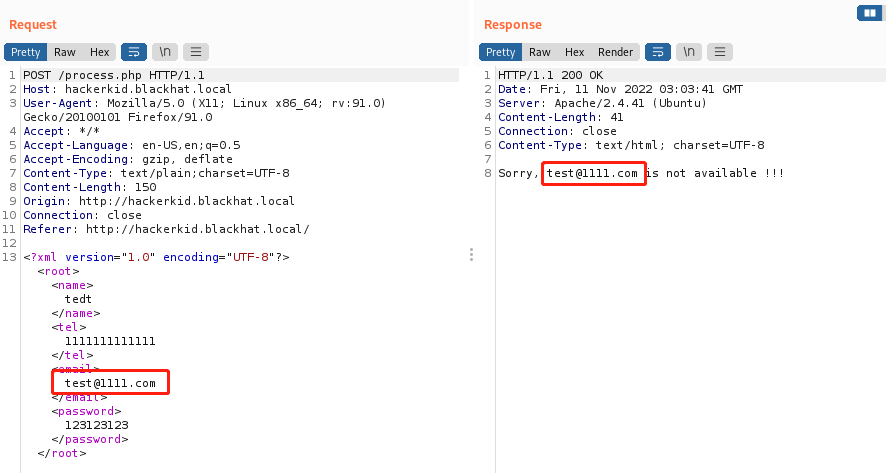 Request
Pretty Raw Hex \n
1 POST /process.php HTTP/1.1
2 Host: hackerkid.blackhat.local
3 User-Agent: Mozilla/5.0 (X11; Linux x86_64; rv:91.0)
Gecko/20100101 Firefox/91.0
4 Accept: */*
5 Accept-Language: en-US,en;q=0.5
6 Accept-Encoding: gzip, deflate
7 Content-Type: text/plain;charset=UTF-8
8 Content-Length: 150
9 Origin: http://hackerkid.blackhat.local
10 Connection: close
11 Referer: http://hackerkid.blackhat.local/
12
13 <?xml version="1.0" encoding="UTF-8"?>
<root>
<name>
tedt
</name>
<tel>
1111111111111
</tel>
<email>
test@1111.com
</email>
<password>
123123123
</password>
</root>
Response
Pretty Raw Hex Render \n
1 HTTP/1.1 200 OK
2 Date: Fri, 11 Nov 2022 03:03:41 GMT
3 Server: Apache/2.4.41 (Ubuntu)
4 Content-Length: 41
5 Connection: close
6 Content-Type: text/html; charset=UTF-8
7
8 Sorry, test@1111.com is not available !!!